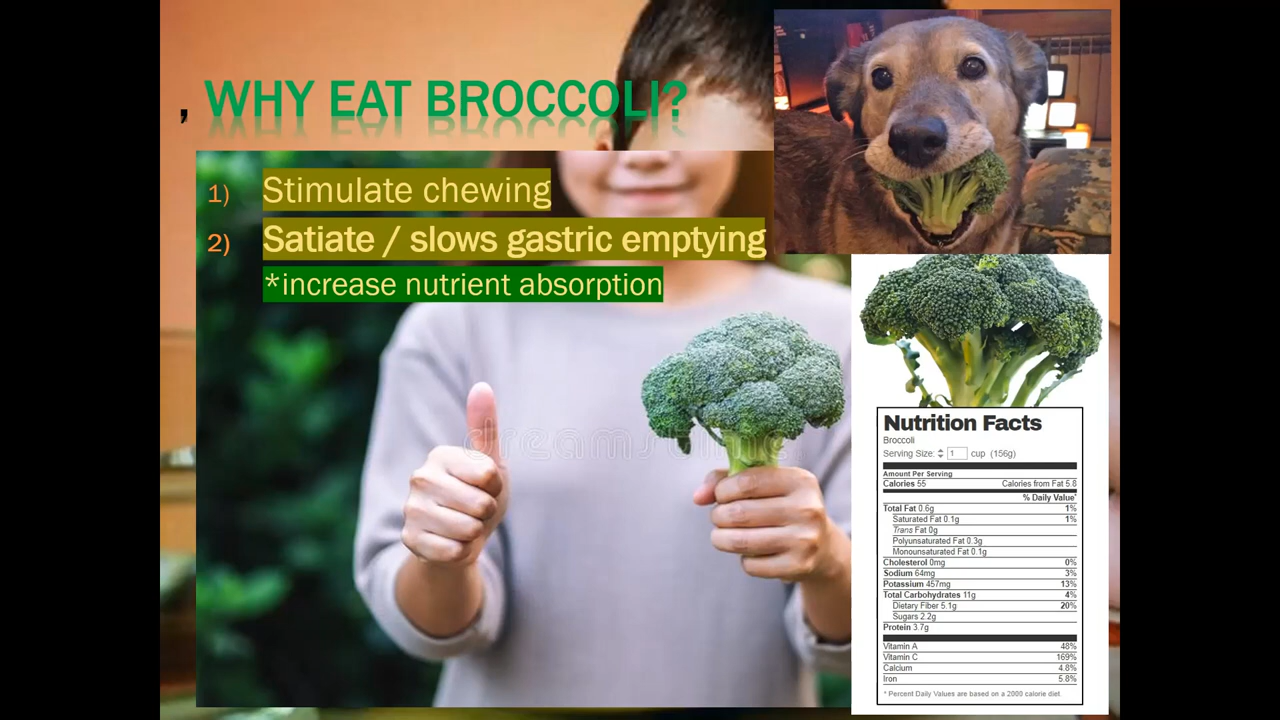 , WHY EAT BROCCOLI?
1) Stimulate chewing
2) Satiate / slows gastric emptying
*increase nutrient absorption
dreamstime
Nutrition Facts
Broccoli
Serving Size: 1 cup (156g)
Amount Per Serving
Calories 55 Calories from Fat 5.8
% Daily Value*
Total Fat 0.6g 1%
Saturated Fat 0.1g 1%
Trans Fat 0g
Polyunsaturated Fat 0.3g
Monounsaturated Fat 0.1g
Cholesterol 0mg 0%
Sodium 64mg 3%
Potassium 457mg 13%
Total Carbohydrates 11g 4%
Dietary Fiber 5.1g 20%
Sugars 2.2g
Protein 3.7g
Vitamin A 48%
Vitamin C 169%
Calcium 4.8%
Iron 5.8%
* Percent Daily Values are based on a 2000 calorie diet.